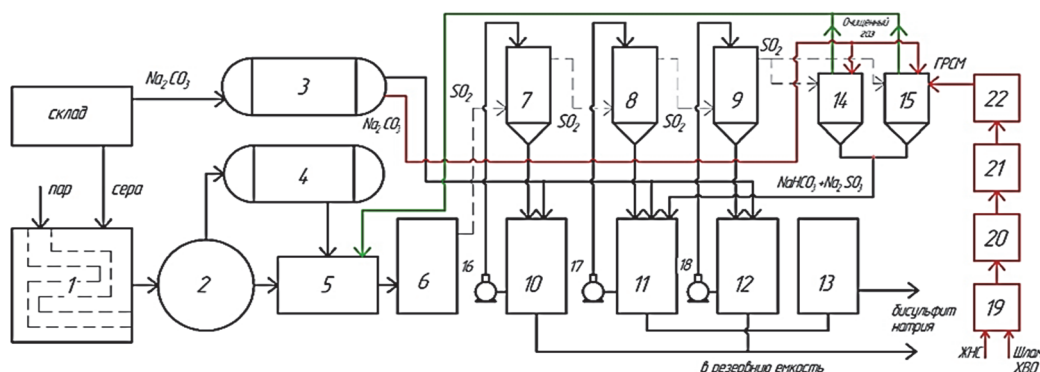 Очищенный
газ
SO₂
ГРСМ
Na₂CO₃
3
SO₂
7
8
9
14
15
22
склад
Na₂CO₃
SO₂
SO₂
21
4
NaHCO₃+Na₂SO₃
пар
сера
20
1
2
5
6
16
10
17
11
18
12
13
19
бисульфит
натрия
ЖНС
Шлам
ХВО
в резервную емкость